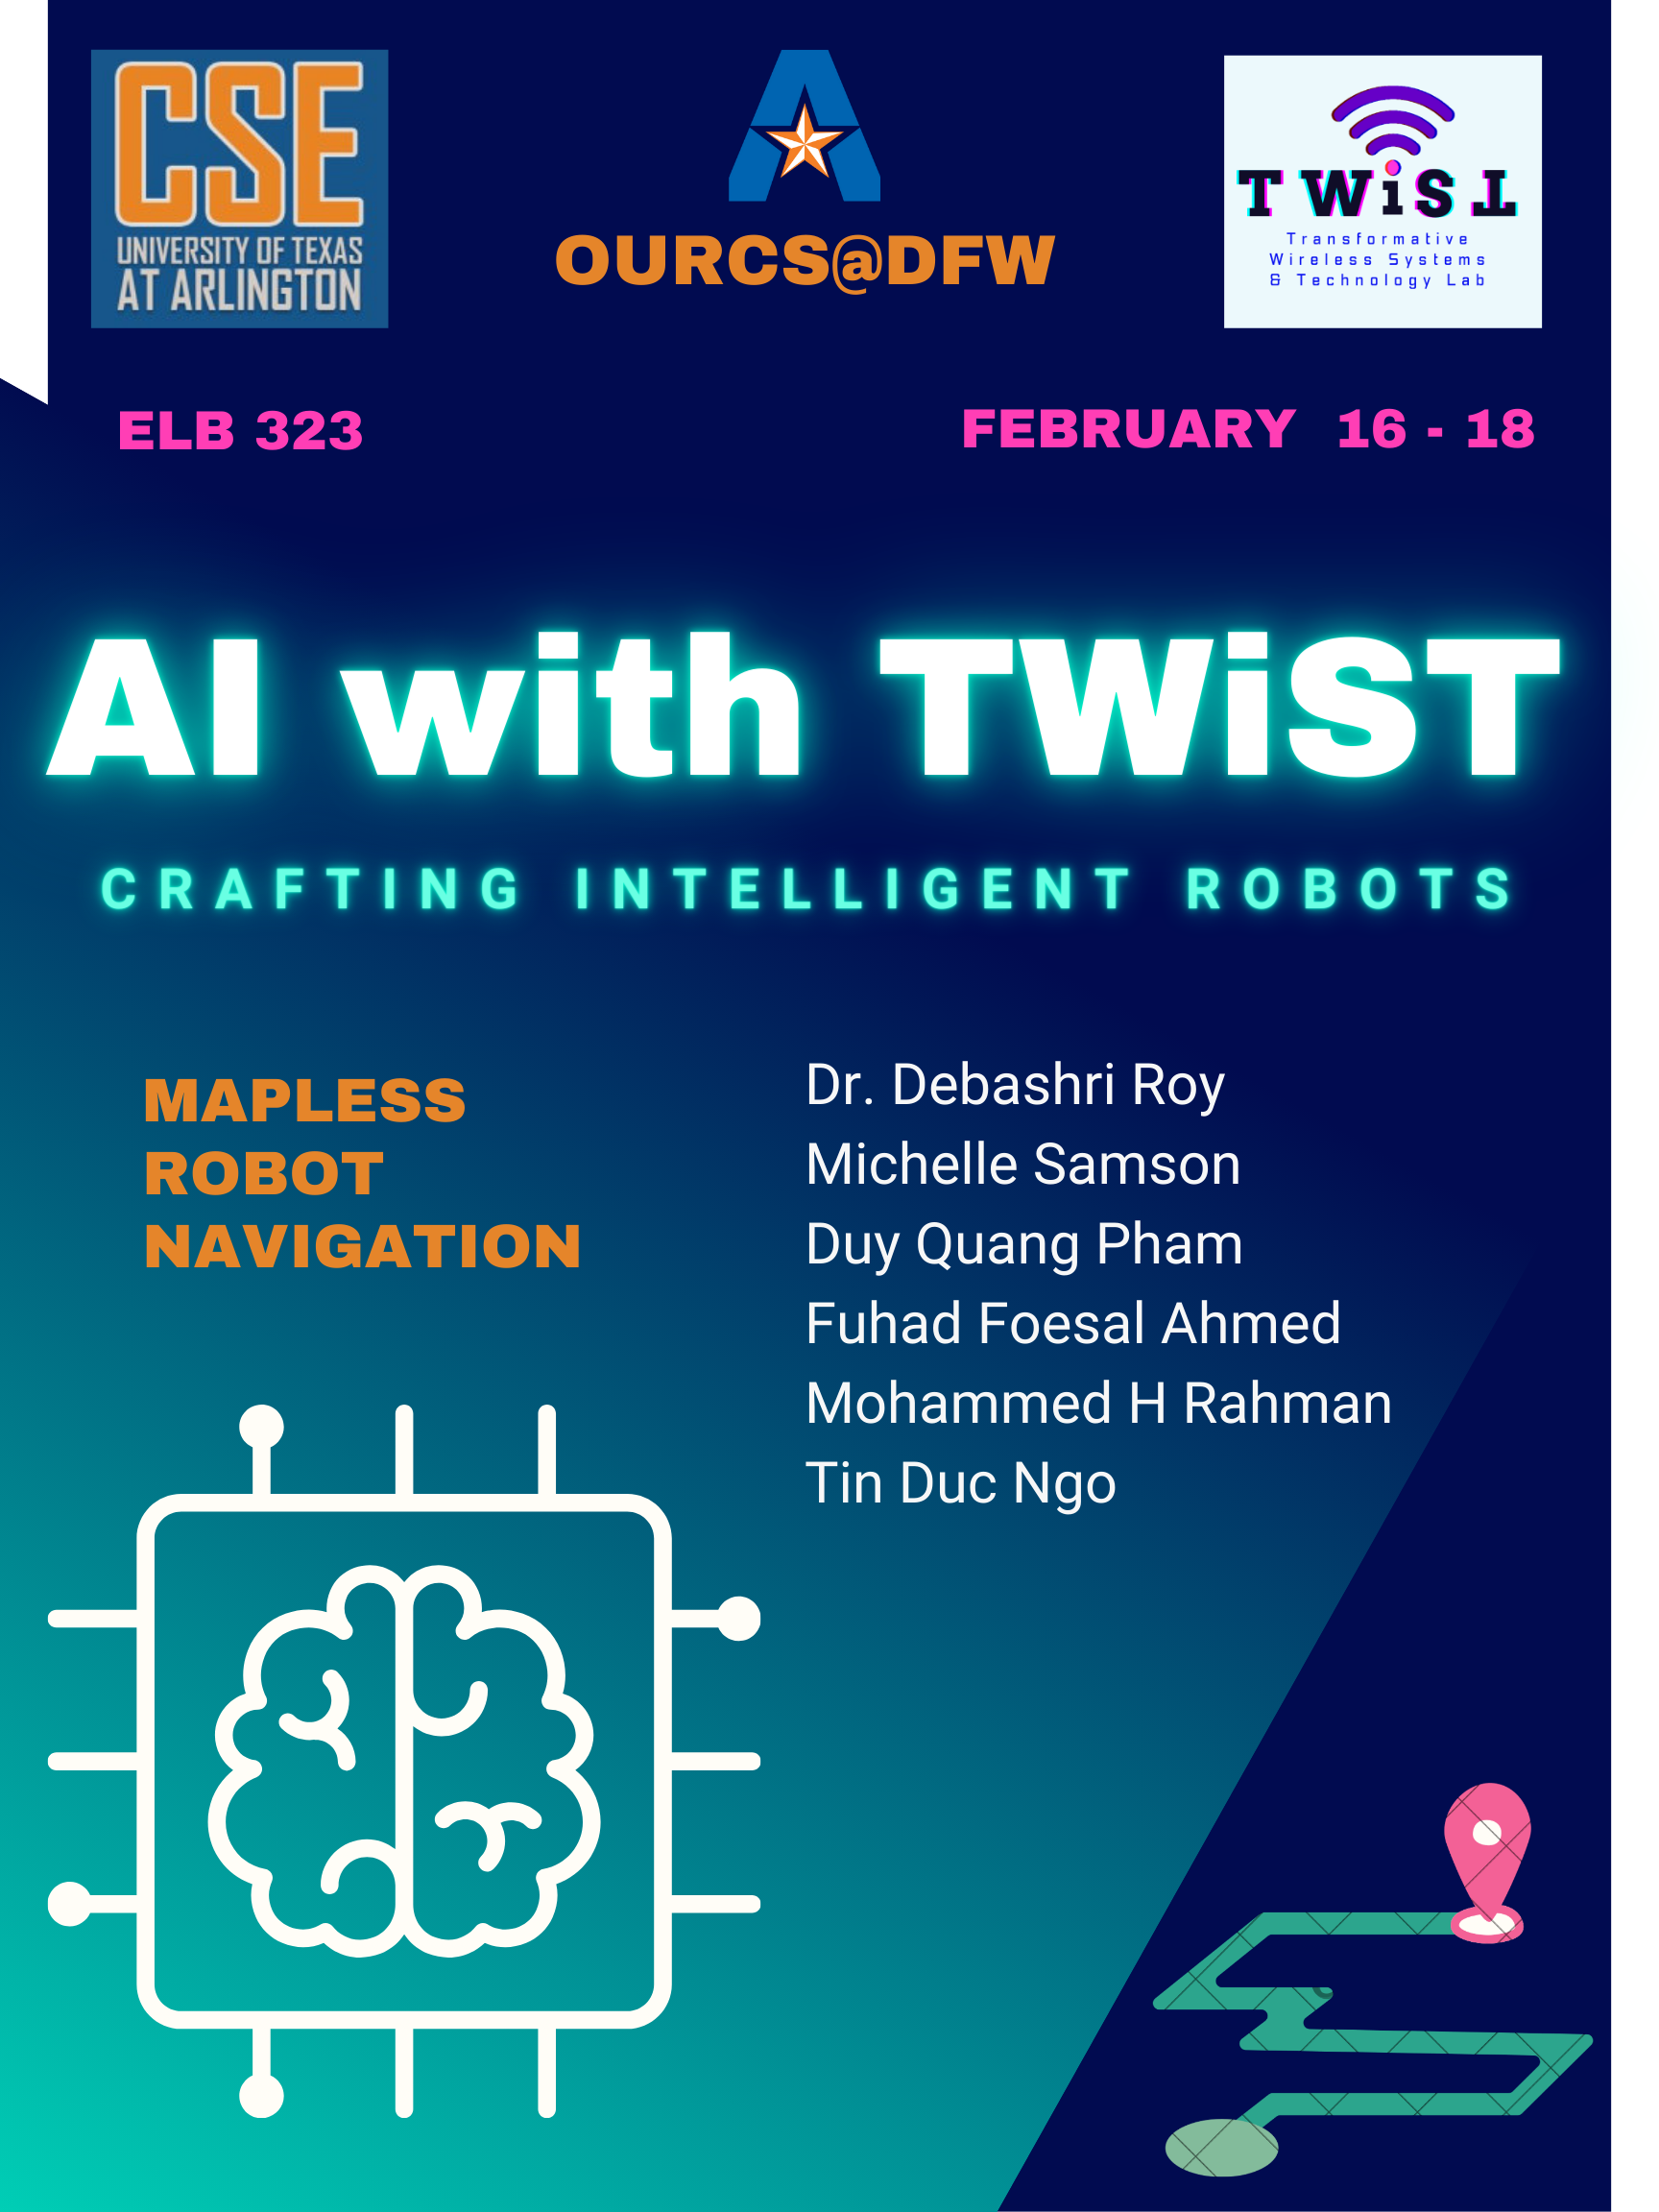 CSE
UNIVERSITY OF TEXAS
AT ARLINGTON
OURCS@DFW
TWiST
Transformative
Wireless Systems
& Technology Lab
ELB 323
FEBRUARY 16 - 18
AI with TWiST
CRAFTING INTELLIGENT ROBOTS
MAPLESS
ROBOT
NAVIGATION
Dr. Debashri Roy
Michelle Samson
Duy Quang Pham
Fuhad Foesal Ahmed
Mohammed H Rahman
Tin Duc Ngo